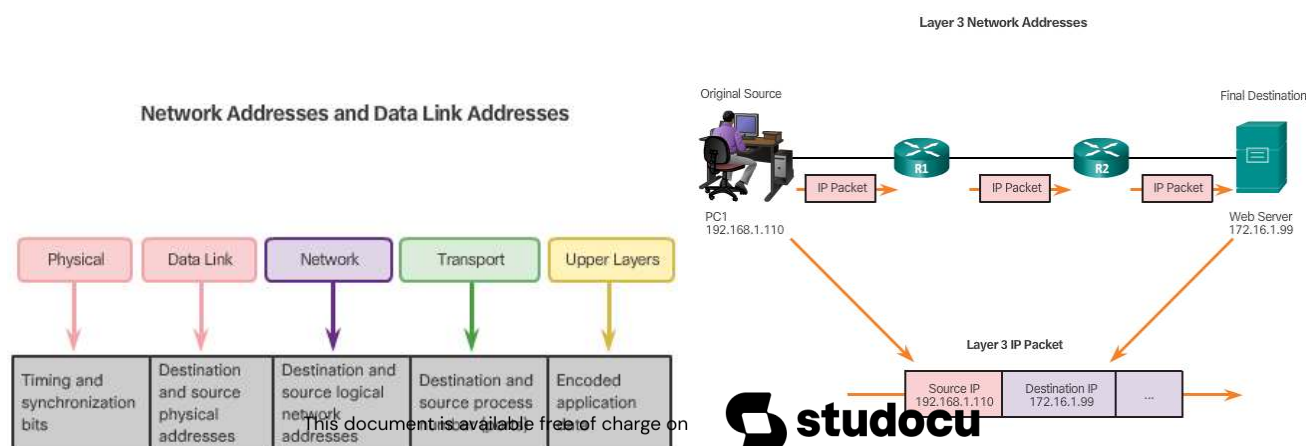 Layer 3 Network Addresses
Network Addresses and Data Link Addresses
Physical
Data Link
Network
Transport
Upper Layers
Timing and
synchronization
bits
Destination
and source
physical
addresses
Destination and
source logical
network
addresses
Destination and
source process
Encoded
application
Original Source
Final Destination
R1
R2
IP Packet
IP Packet
IP Packet
PC1
192.168.1.110
Web Server
172.16.1.99
Layer 3 IP Packet
Source IP
192.168.1.110
Destination IP
172.16.1.99
...
This document is available free of charge on
studocu